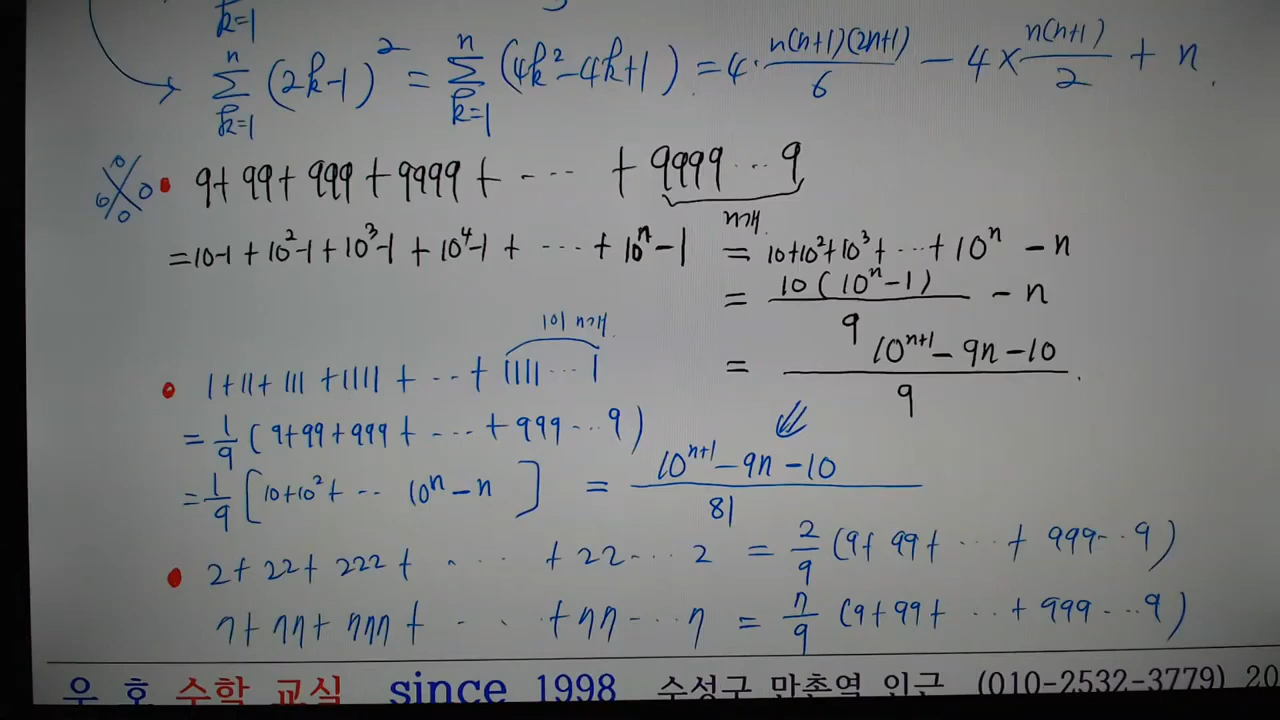 k=1
n
∑ (2k-1)² = ∑ⁿ (4k²-4k+1) = 4·n(n+1)(2n+1)/6 - 4×n(n+1)/2 + n.
k=1 k=1
9+99+999+9999+ ··· +9999···9
n개
=10-1+10²-1+10³-1+10⁴-1+ ··· +10ⁿ-1 = 10+10²+10³+ ··· +10ⁿ -n
= 10(10ⁿ-1)/9 - n
= (10ⁿ⁺¹-9n-10)/9.
1이 n개
1+11+111+1111+ ··· +1111···1
= 1/9 (9+99+999+ ··· +999···9)
= 1/9 [10+10²+ ·· 10ⁿ-n] = (10ⁿ⁺¹-9n-10)/81
2+22+222+ ··· +22···2 = 2/9 (9+99+ ··· + 999··9)
7+77+777+ ··· +77···7 = 7/9 (9+99+ ··· +999···9)
우 호 수학 교실 since 1998 수성구 만촌역 인근 (010-2532-3779) 20